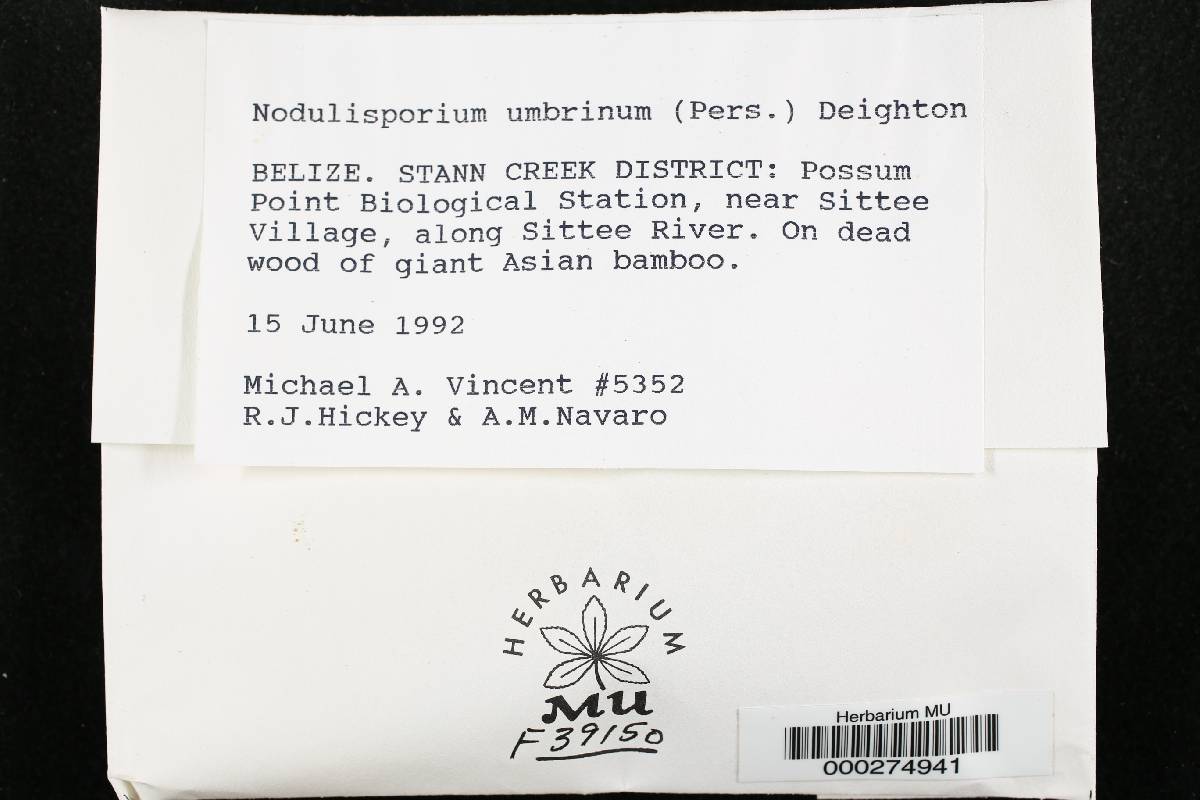 Nodulisporium umbrinum (Pers.) Deighton
BELIZE. STANN CREEK DISTRICT: Possum
Point Biological Station, near Sittee
Village, along Sittee River. On dead
wood of giant Asian bamboo.
15 June 1992
Michael A. Vincent #5352
R.J.Hickey & A.M.Navaro
HERBARIUM
MU
F39150
Herbarium MU
000274941